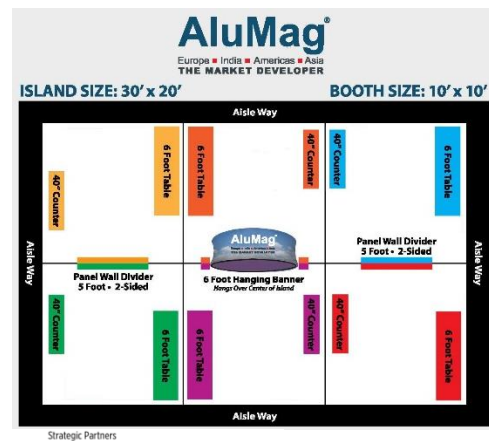 AluMag®
Europe ▪ India ▪ Americas ▪ Asia
THE MARKET DEVELOPER
ISLAND SIZE: 30' x 20'
BOOTH SIZE: 10' x 10'
Aisle Way
40" Counter
6 Foot Table
6 Foot Table
40" Counter
40" Counter
6 Foot Table
Aisle Way
Aisle Way
AluMag®
Panel Wall Divider
5 Foot • 2-Sided
6 Foot Hanging Banner
Hangs Over Center of Island
Panel Wall Divider
5 Foot • 2-Sided
40" Counter
6 Foot Table
6 Foot Table
40" Counter
40" Counter
6 Foot Table
Aisle Way
Strategic Partners